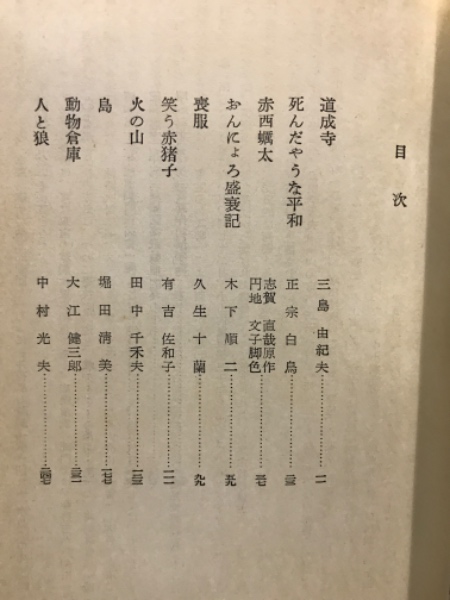 目次
道成寺 三島由紀夫……一一
死んだやうな平和 正宗白鳥……
赤西蠣太 志賀直哉原作 円地文子脚色……
おんにょろ盛衰記 木下順二……
喪服 久生十蘭……
笑う赤猪子 有吉佐和子……
火の山 田中千禾夫……
島 堀田清美……
動物倉庫 大江健三郎……
人と狼 中村光夫……